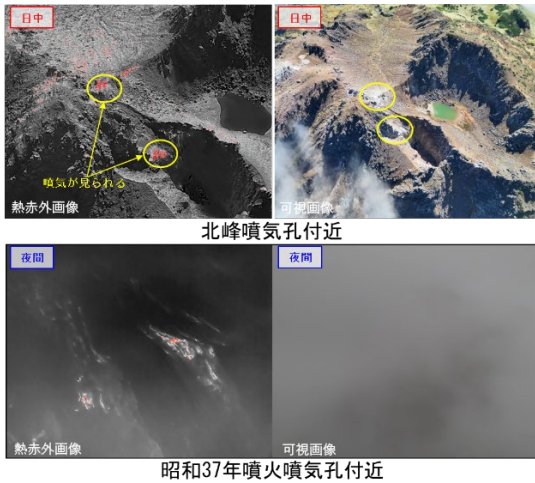 日中
日中
噴気が見られる
熱赤外画像
可視画像
北峰噴気孔付近
夜間
夜間
熱赤外画像
可視画像
昭和37年噴火噴気孔付近